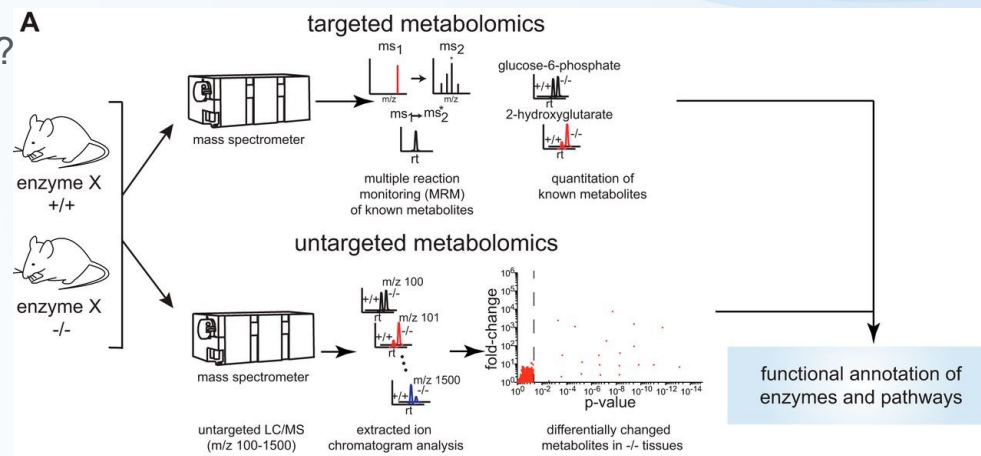 A
?
targeted metabolomics
ms1
ms2
m/z
m/z
ms1→ms*2
rt
mass spectrometer
multiple reaction
monitoring (MRM)
of known metabolites
glucose-6-phosphate
+/+
-/-
rt
2-hydroxyglutarate
+/+
-/-
rt
quantitation of
known metabolites
enzyme X
+/+
enzyme X
-/-
untargeted metabolomics
mass spectrometer
untargeted LC/MS
(m/z 100-1500)
m/z 100
+/+
-/-
rt
m/z 101
+/+
-/-
rt
m/z 1500
+/+
-/-
rt
extracted ion
chromatogram analysis
fold-change
10^6
10^5
10^4
10^3
10^2
10^1
10^0
10^0 10^-2 10^-4 10^-6 10^-8 10^-10 10^-12 10^-14
p-value
differentially changed
metabolites in -/- tissues
functional annotation of
enzymes and pathways